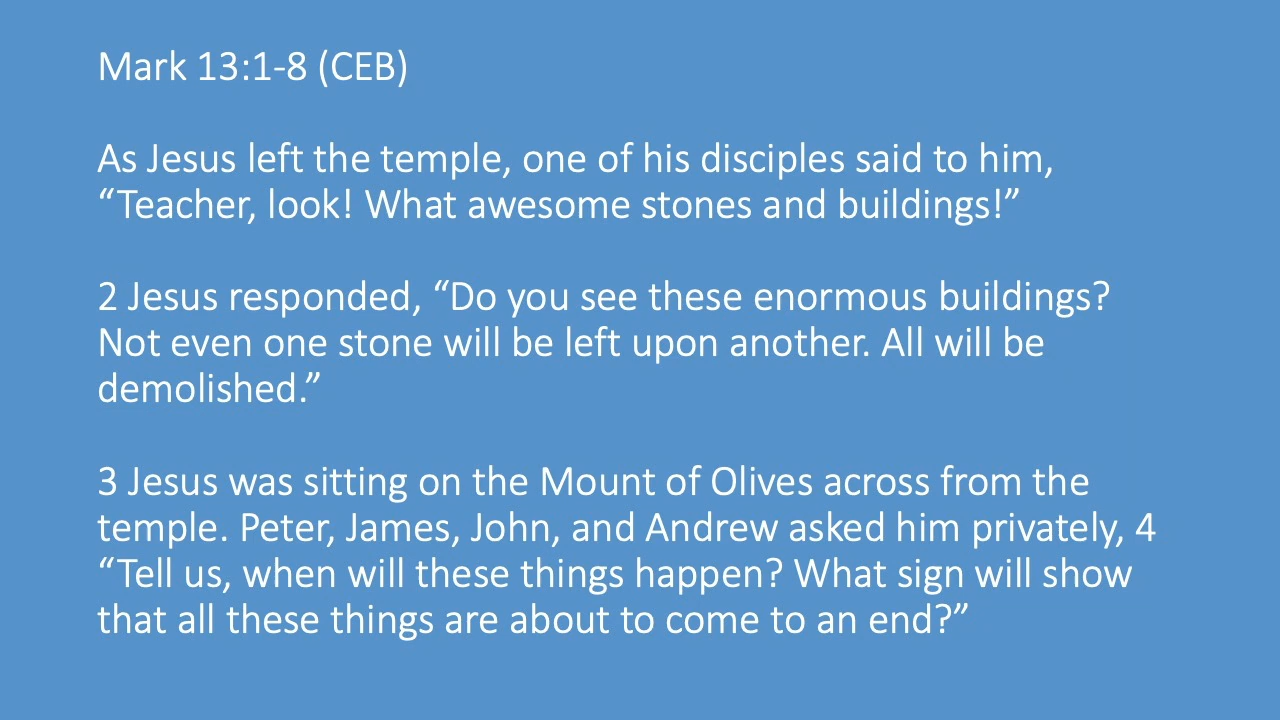 Mark 13:1-8 (CEB)
As Jesus left the temple, one of his disciples said to him,
“Teacher, look! What awesome stones and buildings!”
2 Jesus responded, “Do you see these enormous buildings?
Not even one stone will be left upon another. All will be
demolished.”
3 Jesus was sitting on the Mount of Olives across from the
temple. Peter, James, John, and Andrew asked him privately, 4
“Tell us, when will these things happen? What sign will show
that all these things are about to come to an end?”